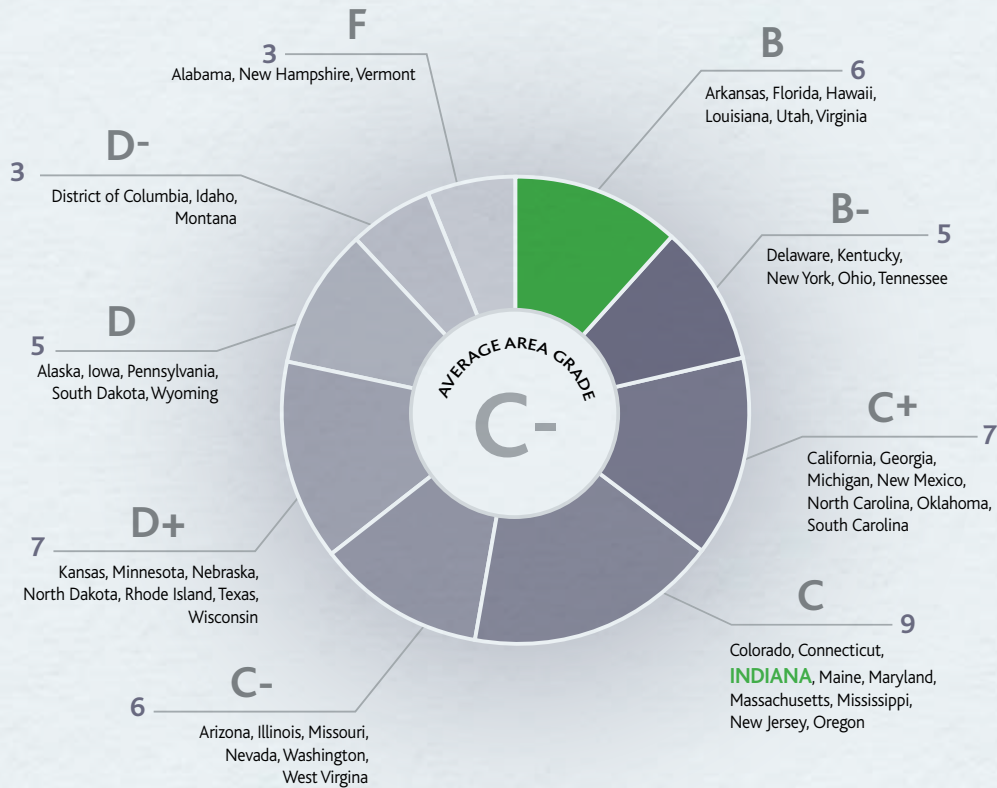 F
3
Alabama, New Hampshire, Vermont
B
6
Arkansas, Florida, Hawaii,
Louisiana, Utah, Virginia
D-
3
District of Columbia, Idaho,
Montana
B-
5
Delaware, Kentucky,
New York, Ohio, Tennessee
D
5
Alaska, Iowa, Pennsylvania,
South Dakota, Wyoming
AVERAGE AREA GRADE
C-
C+
7
California, Georgia,
Michigan, New Mexico,
North Carolina, Oklahoma,
South Carolina
D+
7
Kansas, Minnesota, Nebraska,
North Dakota, Rhode Island, Texas,
Wisconsin
C
9
Colorado, Connecticut,
INDIANA, Maine, Maryland,
Massachusetts, Mississippi,
New Jersey, Oregon
C-
6
Arizona, Illinois, Missouri,
Nevada, Washington,
West Virgina